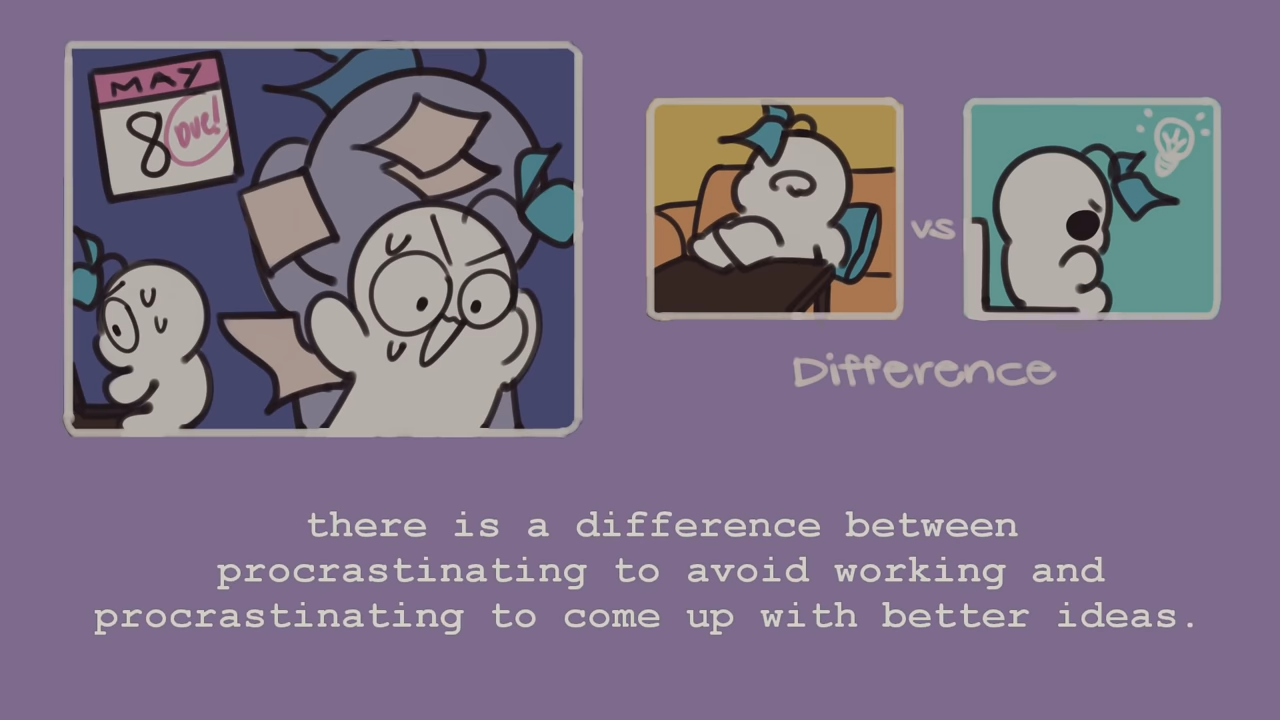 MAY
8
DUE!
vs
Difference
there is a difference between
procrastinating to avoid working and
procrastinating to come up with better ideas.